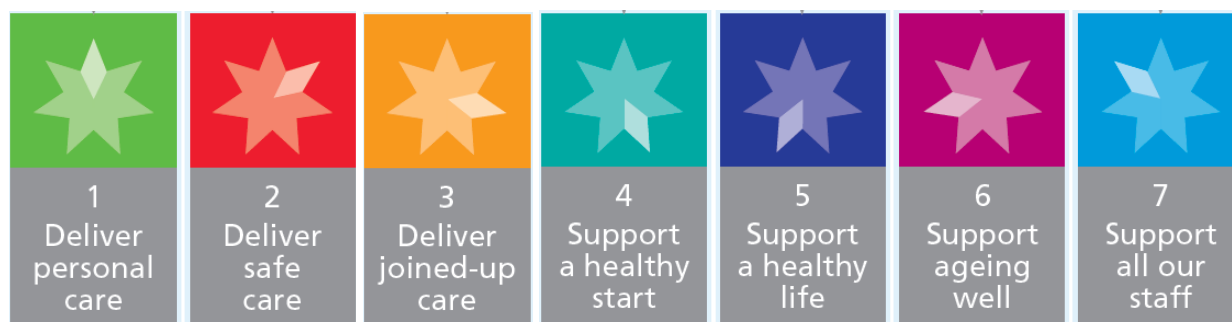 1
Deliver
personal
care
2
Deliver
safe
care
3
Deliver
joined-up
care
4
Support
a healthy
start
5
Support
a healthy
life
6
Support
ageing
well
7
Support
all our
staff